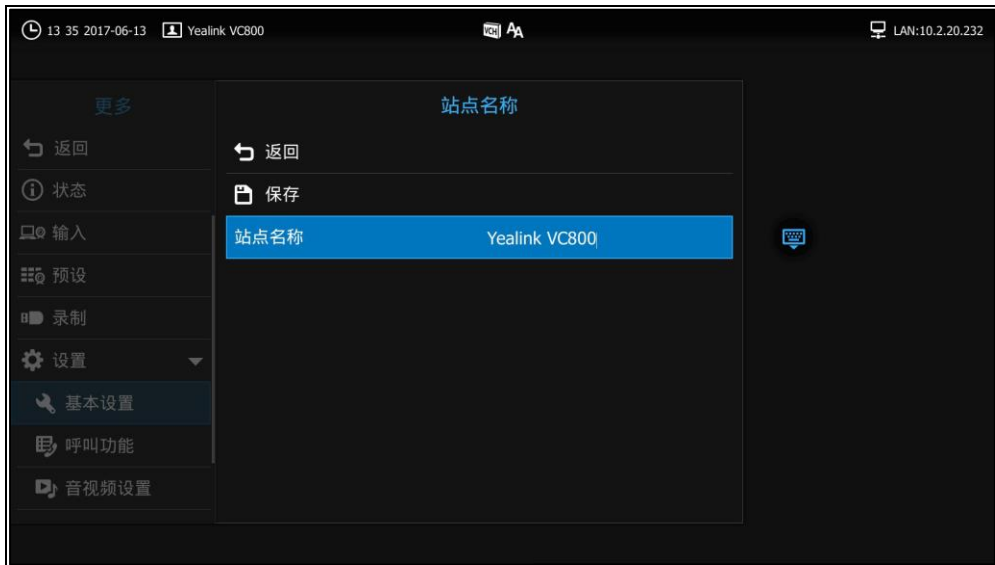 13 35 2017-06-13 Yealink VC800 VCH AA LAN:10.2.20.232
更多
返回
状态
输入
预设
录制
设置
基本设置
呼叫功能
音视频设置
站点名称
返回
保存
站点名称 Yealink VC800